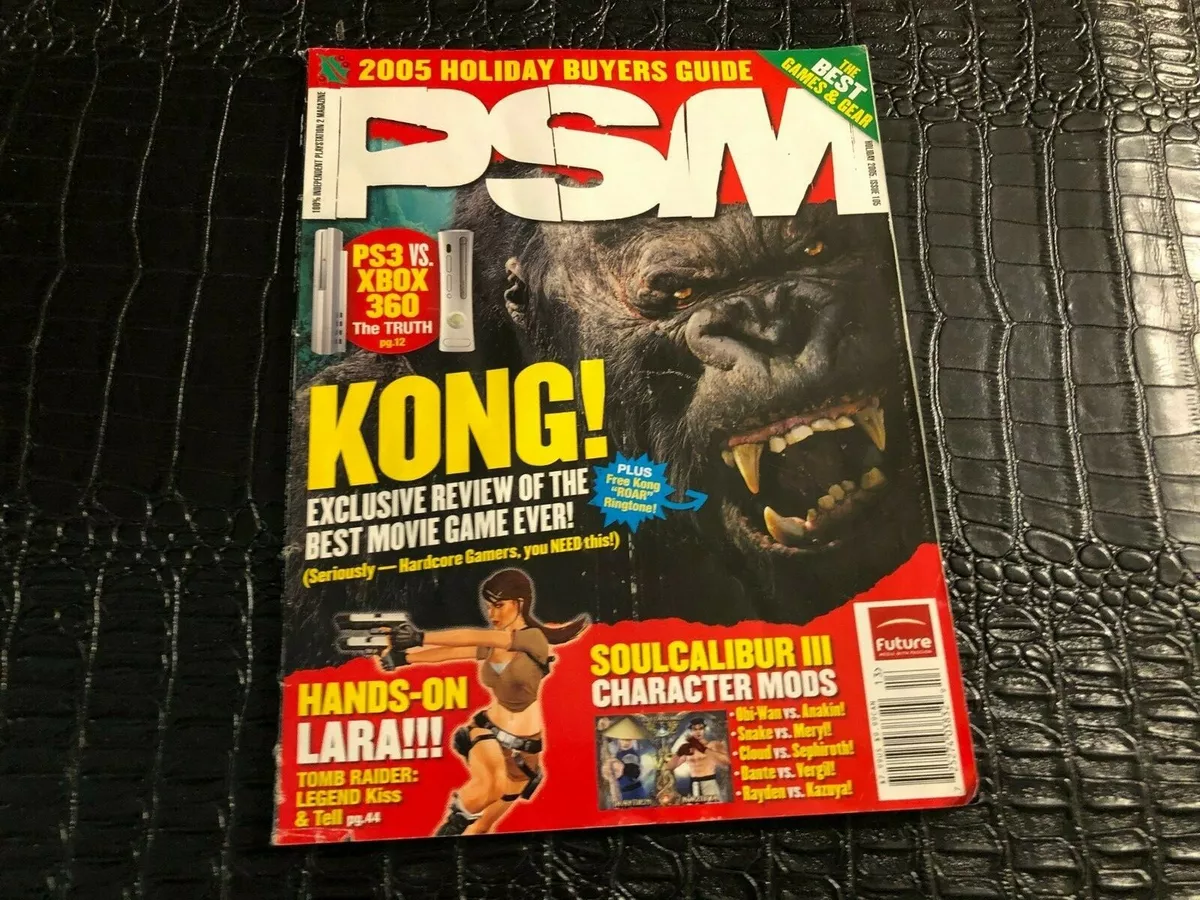 2005 HOLIDAY BUYERS GUIDE
THE
BEST
GAMES & GEAR
PSM
100% INDEPENDENT PLAYSTATION 2 MAGAZINE
HOLIDAY 2005. ISSUE 105
PS3 VS.
XBOX
360
The TRUTH
pg.12
KONG!
EXCLUSIVE REVIEW OF THE
BEST MOVIE GAME EVER!
(Seriously — Hardcore Gamers, you NEED this!)
PLUS
Free Kong
"ROAR"
Ringtone!
HANDS-ON
LARA!!!
TOMB RAIDER:
LEGEND Kiss
& Tell pg.44
SOULCALIBUR III
CHARACTER MODS
• Obi-Wan vs. Anakin!
• Snake vs. Meryl!
• Cloud vs. Sephiroth!
• Dante vs. Vergil!
• Rayden vs. Kazuya!
Future
MEDIA WITH PASSION
13>